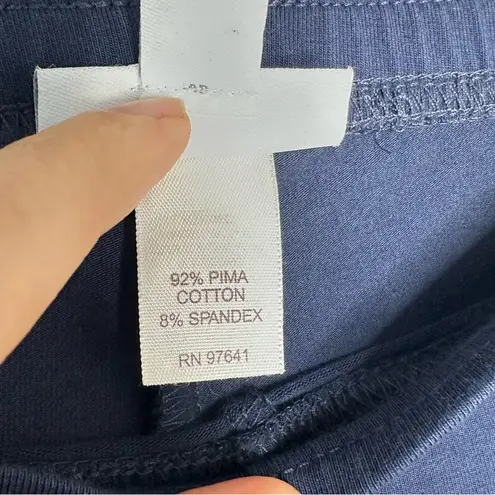 92% PIMA
COTTON
8% SPANDEX
RN 97641